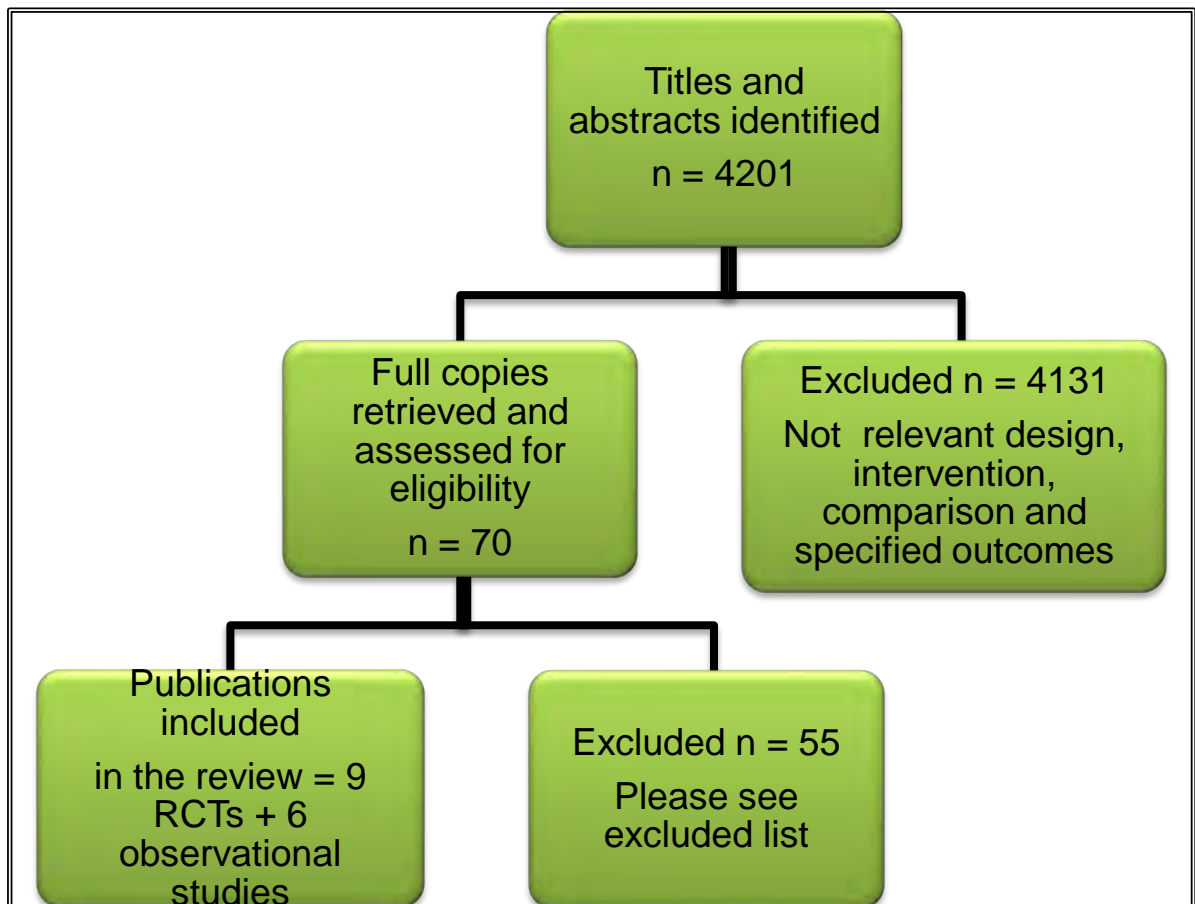 Titles and
abstracts identified
n = 4201
Full copies
retrieved and
assessed for
eligibility
n = 70
Excluded n = 4131
Not relevant design,
intervention,
comparison and
specified outcomes
Publications
included
in the review = 9
RCTs + 6
observational
studies
Excluded n = 55
Please see
excluded list